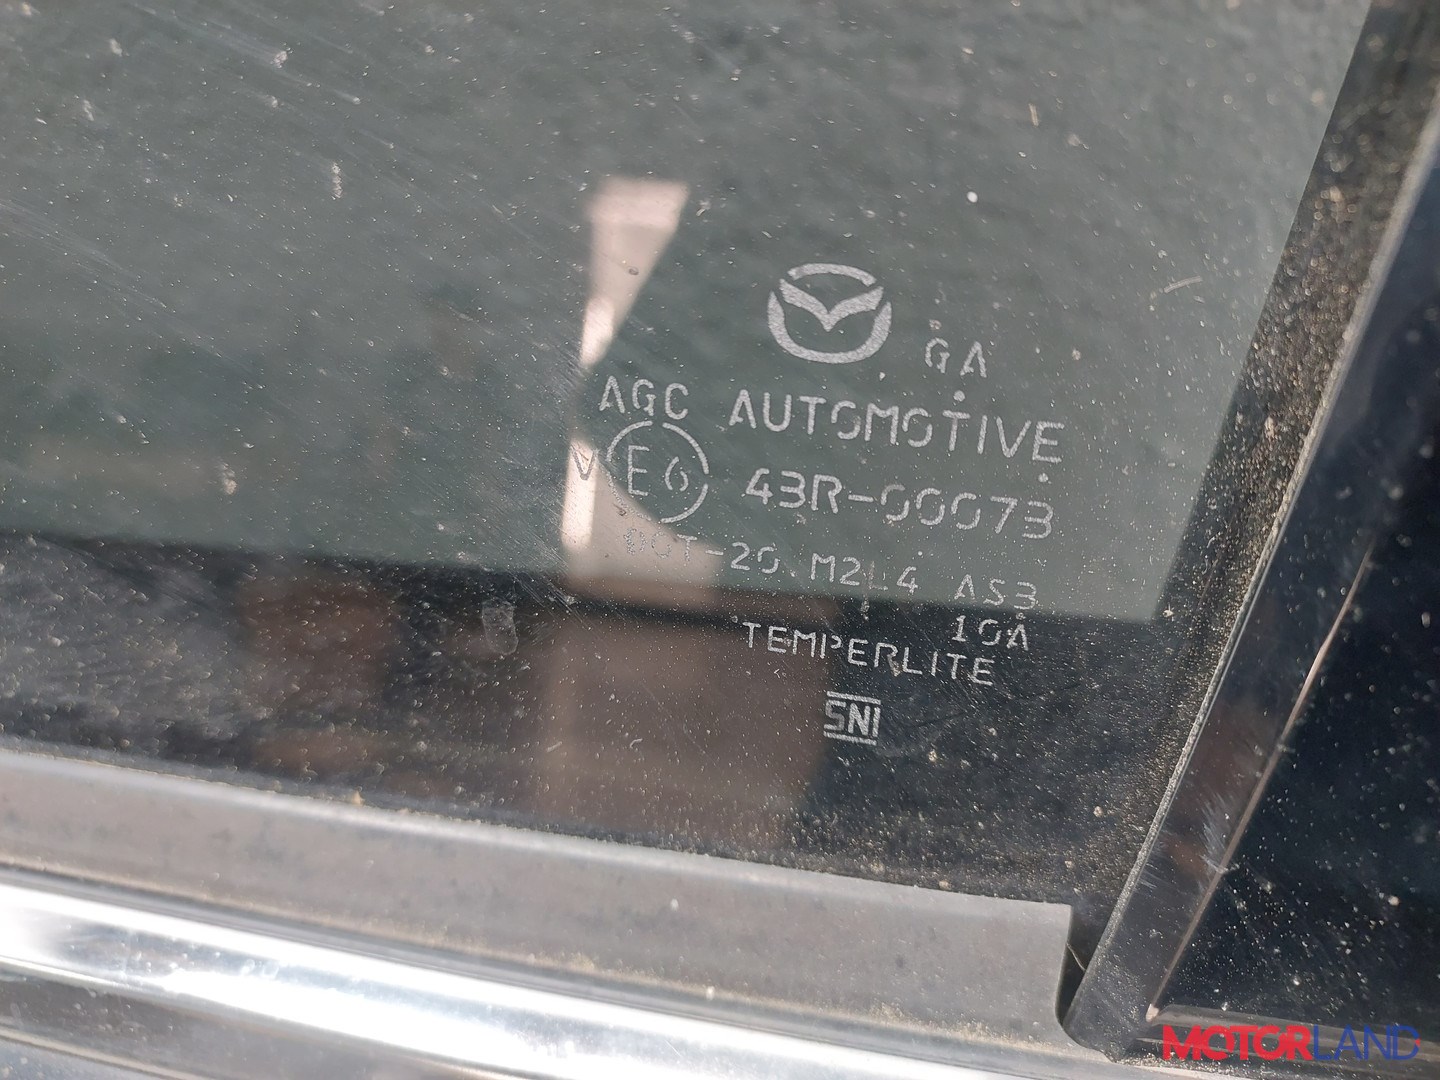 GA
AGC AUTOMOTIVE
V E6 43R-00073
DOT-20 M2L4 AS3
10A
TEMPERLITE
SNI
MOTORLAND